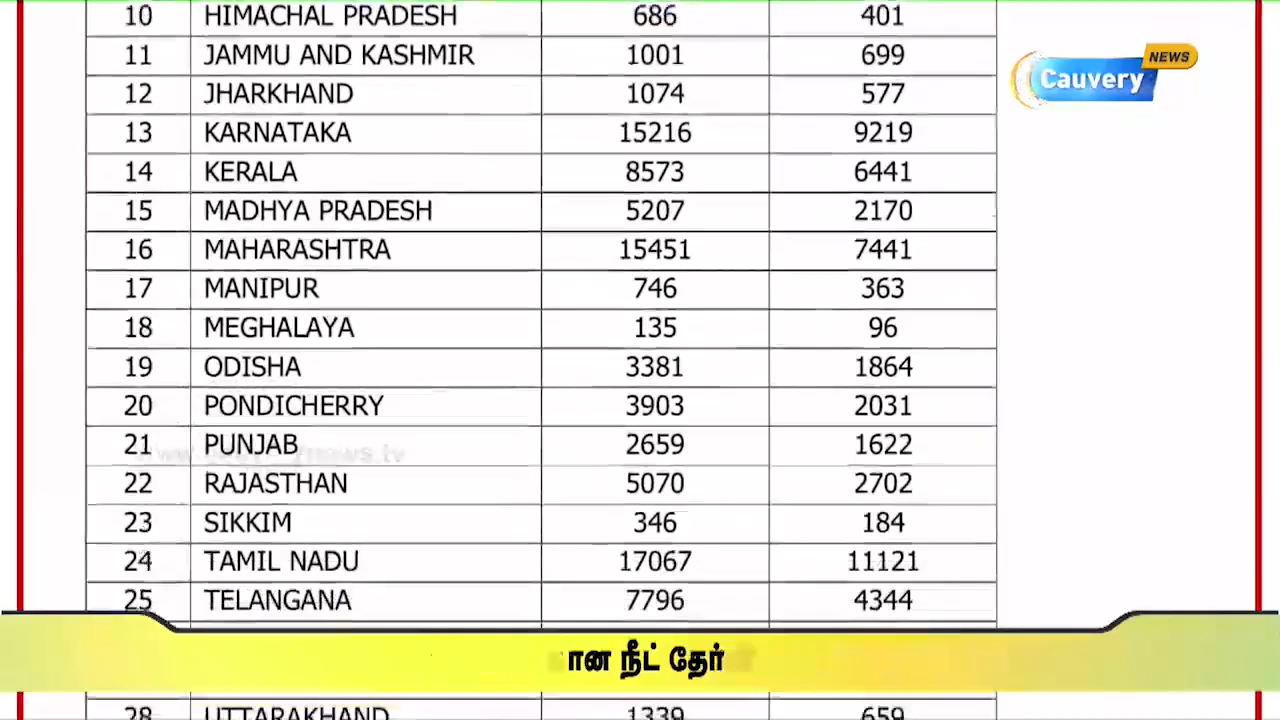 10 HIMACHAL PRADESH 686 401
11 JAMMU AND KASHMIR 1001 699
12 JHARKHAND 1074 577
13 KARNATAKA 15216 9219
14 KERALA 8573 6441
15 MADHYA PRADESH 5207 2170
16 MAHARASHTRA 15451 7441
17 MANIPUR 746 363
18 MEGHALAYA 135 96
19 ODISHA 3381 1864
20 PONDICHERRY 3903 2031
21 PUNJAB 2659 1622
22 RAJASTHAN 5070 2702
23 SIKKIM 346 184
24 TAMIL NADU 17067 11121
25 TELANGANA 7796 4344
28 UTTARAKHAND 1339 659
Cauvery NEWS
நீட் தேர்